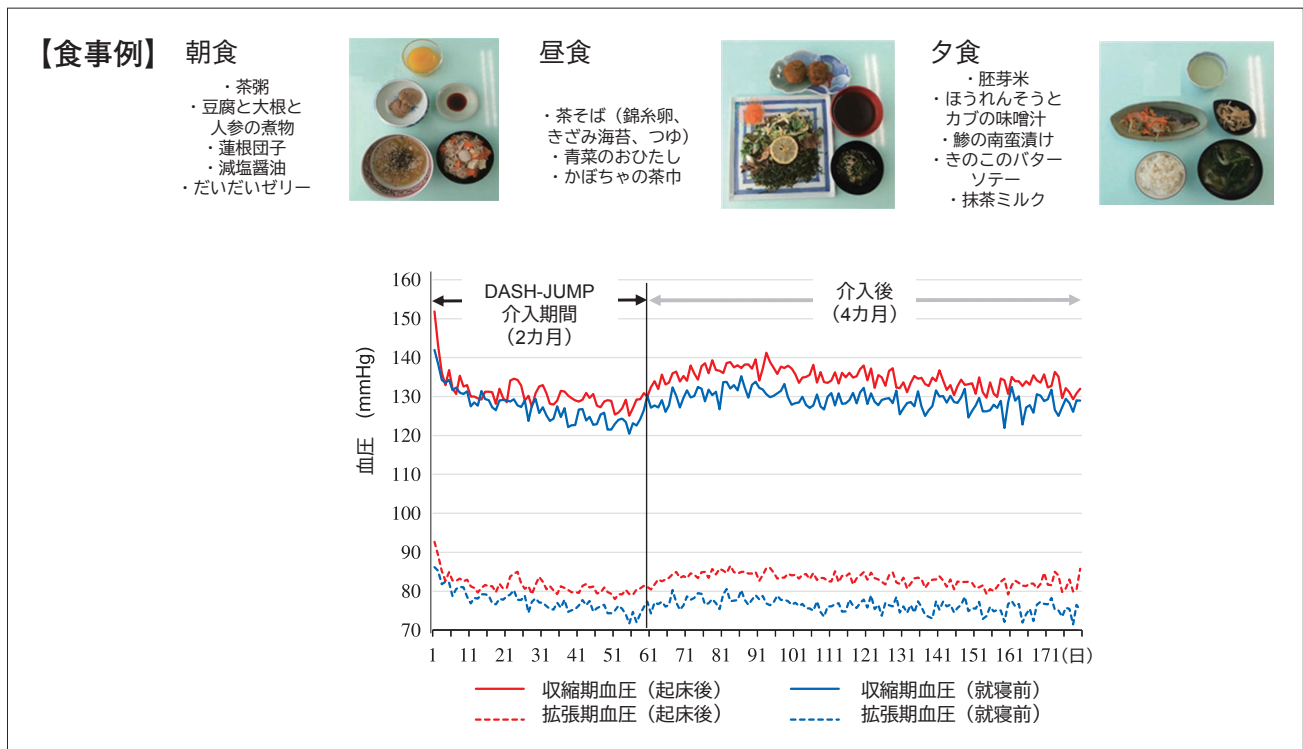 【食事例】
朝食
・茶粥
・豆腐と大根と
人参の煮物
・蓮根団子
・減塩醤油
・だいだいゼリー
昼食
・茶そば（錦糸卵、
きざみ海苔、つゆ）
・青菜のおひたし
・かぼちゃの茶巾
夕食
・胚芽米
・ほうれんそうと
カブの味噌汁
・鯵の南蛮漬け
・きのこのバター
ソテー
・抹茶ミルク
DASH-JUMP
介入期間
（2カ月）
介入後
（4カ月）
血圧 (mmHg)
160
150
140
130
120
110
100
90
80
70
1 11 21 31 41 51 61 71 81 91 101 111 121 131 141 151 161 171(日)
収縮期血圧（起床後） 収縮期血圧（就寝前）
拡張期血圧（起床後） 拡張期血圧（就寝前）